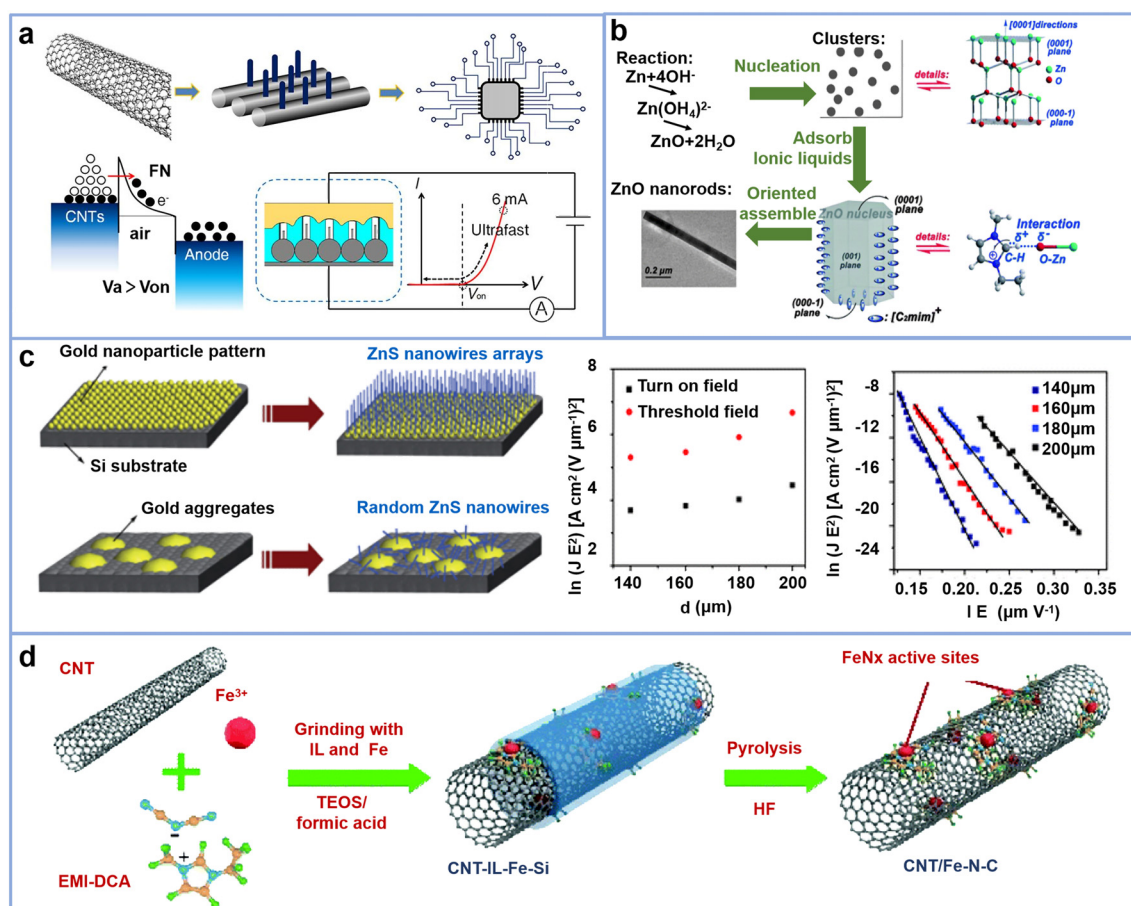 a
FN
e⁻
CNTs
air
Anode
Va > Von
I
6 mA
Ultrafast
V
Von
A
b
Reaction:
Zn+4OH-
Zn(OH₄)²⁻
ZnO+2H₂O
Nucleation
Clusters:
details:
[0001]directions
(0001)
plane
Zn
O
(000-1)
plane
Adsorb
Ionic liquids
ZnO nanorods:
Oriented
assemble
0.2 μm
ZnO nucleus
(0001)
plane
(001)
plane
(000-1)
plane
: [C₂mim]⁺
details:
Interaction
δ⁺ δ⁻
C-H O-Zn
+
c
Gold nanoparticle pattern
ZnS nanowires arrays
Si substrate
Gold aggregates
Random ZnS nanowires
ln (J E²) [A cm² (V μm⁻¹)²]
8
6
4
2
Turn on field
Threshold field
140 160 180 200
d (μm)
ln (J E²) [A cm² (V μm⁻¹)²]
-8
-12
-16
-20
-24
140μm
160μm
180μm
200μm
0.15 0.20 0.25 0.30 0.35
I E (μm V⁻¹)
d
CNT
Fe³⁺
-
+
EMI-DCA
Grinding with
IL and Fe
TEOS/
formic acid
CNT-IL-Fe-Si
Pyrolysis
HF
FeNx active sites
CNT/Fe-N-C